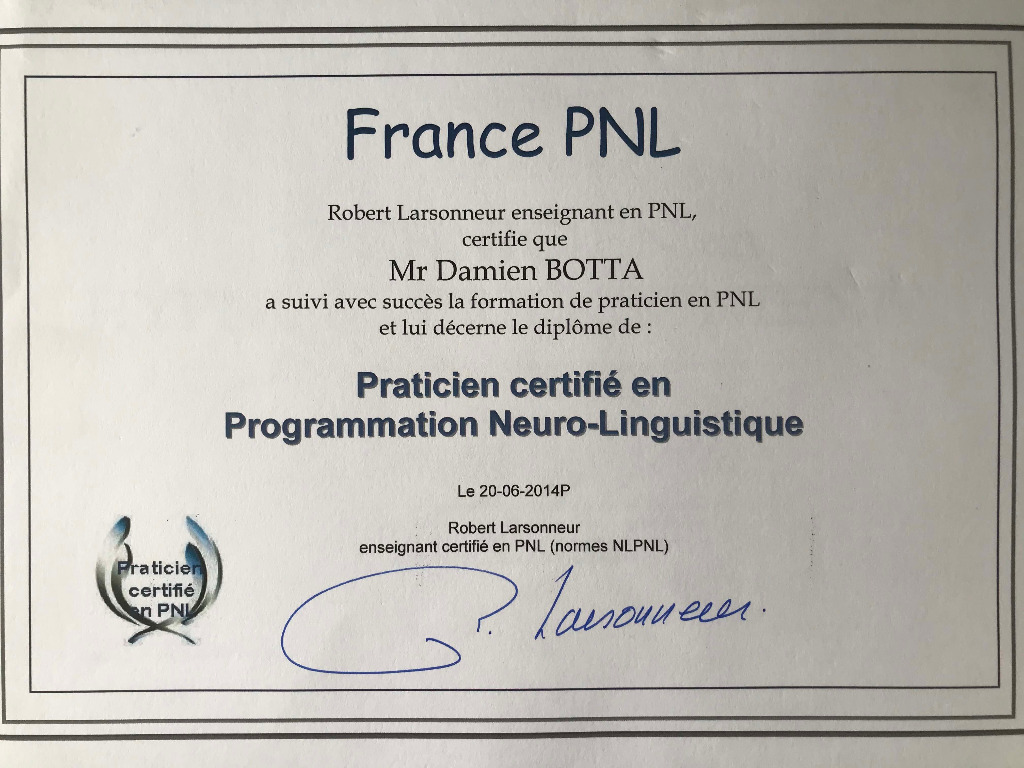 France PNL
Robert Larsonneur enseignant en PNL,
certifie que
Mr Damien BOTTA
a suivi avec succès la formation de praticien en PNL
et lui décerne le diplôme de :
Praticien certifié en
Programmation Neuro-Linguistique
Le 20-06-2014P
Robert Larsonneur
enseignant certifié en PNL (normes NLPNL)
Praticien
certifié
en PNL
P. Larsonneur.